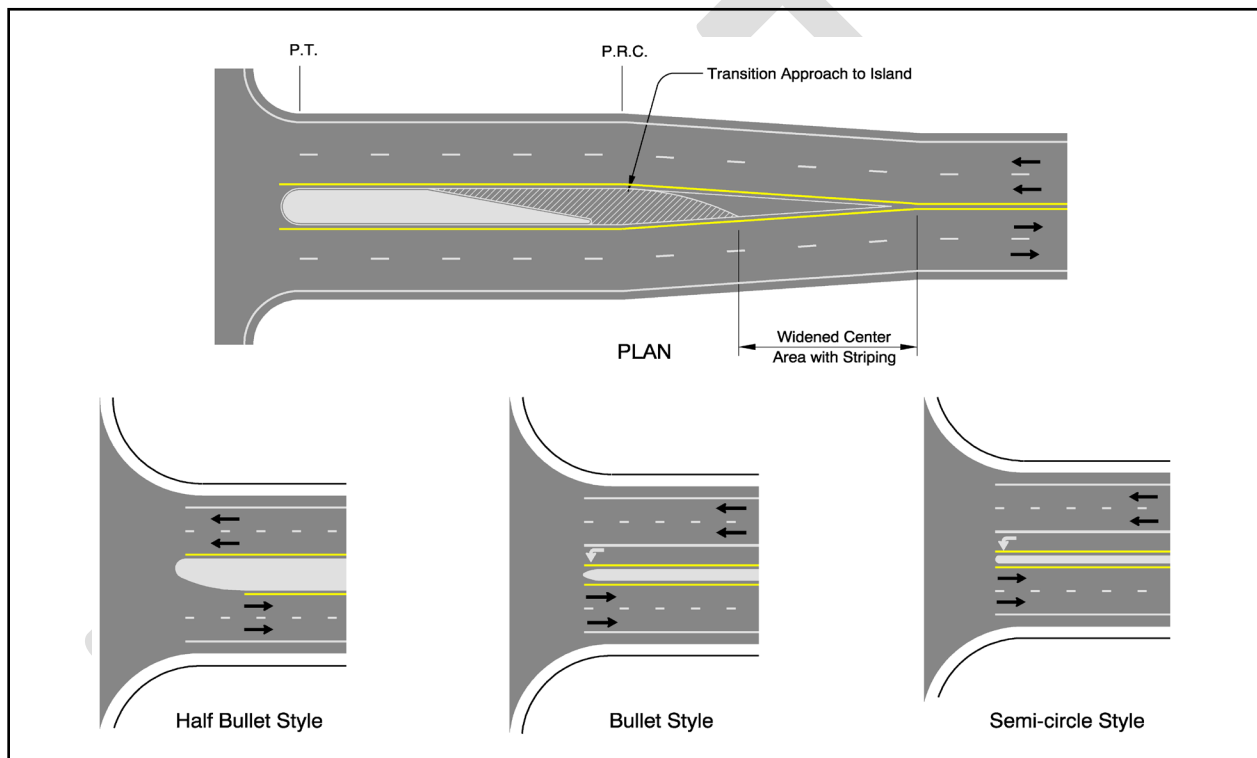 P.T.
P.R.C.
Transition Approach to Island
Widened Center
Area with Striping
PLAN
Half Bullet Style
Bullet Style
Semi-circle Style